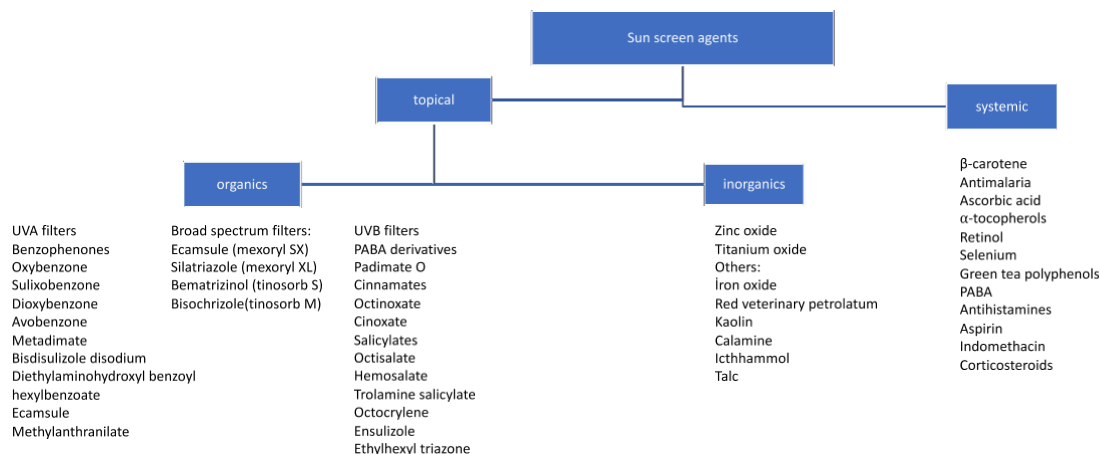 Sun screen agents
topical
systemic
organics
inorganics
UVA filters
Benzophenones
Oxybenzone
Sulixobenzone
Dioxybenzone
Avobenzone
Metadimate
Bisdisulizole disodium
Diethylaminohydroxyl benzoyl
hexylbenzoate
Ecamsule
Methylanthranilate
Broad spectrum filters:
Ecamsule (mexoryl SX)
Silatriazole (mexoryl XL)
Bematrizinol (tinosorb S)
Bisochrizole(tinosorb M)
UVB filters
PABA derivatives
Padimate O
Cinnamates
Octinoxate
Cinoxate
Salicylates
Octisalate
Hemosalate
Trolamine salicylate
Octocrylene
Ensulizole
Ethylhexyl triazone
Zinc oxide
Titanium oxide
Others:
İron oxide
Red veterinary petrolatum
Kaolin
Calamine
Icthhammol
Talc
β-carotene
Antimalaria
Ascorbic acid
α-tocopherols
Retinol
Selenium
Green tea polyphenols
PABA
Antihistamines
Aspirin
Indomethacin
Corticosteroids